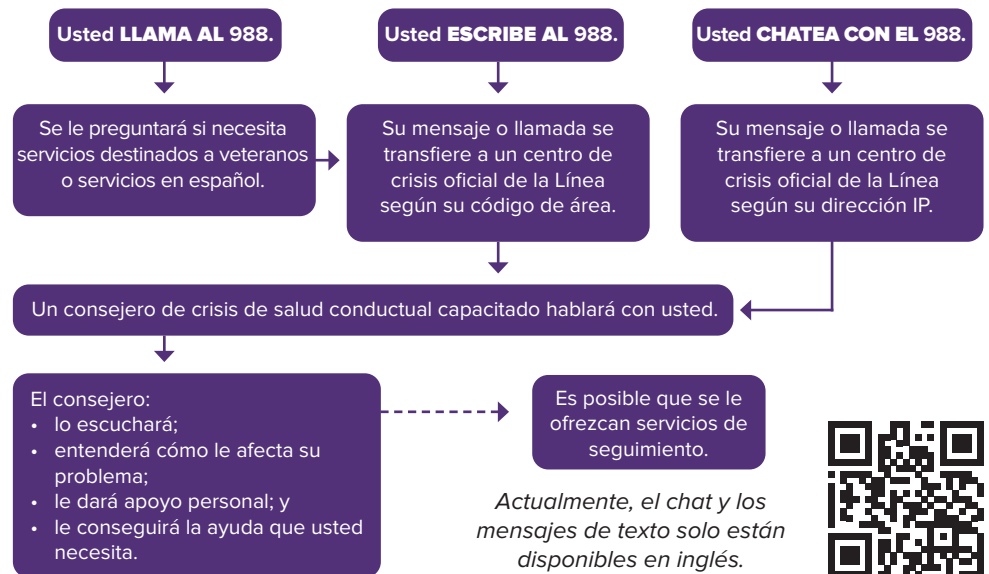 Usted LLAMA AL 988.
Usted ESCRIBE AL 988.
Usted CHATEA CON EL 988.
Se le preguntará si necesita
servicios destinados a veteranos
o servicios en español.
Su mensaje o llamada se
transfiere a un centro de
crisis oficial de la Línea
según su código de área.
Su mensaje o llamada se
transfiere a un centro de
crisis oficial de la Línea
según su dirección IP.
Un consejero de crisis de salud conductual capacitado hablará con usted.
El consejero:
• lo escuchará;
• entenderá cómo le afecta su
problema;
• le dará apoyo personal; y
• le conseguirá la ayuda que usted
necesita.
Es posible que se le
ofrezcan servicios de
seguimiento.
Actualmente, el chat y los
mensajes de texto solo están
disponibles en inglés.